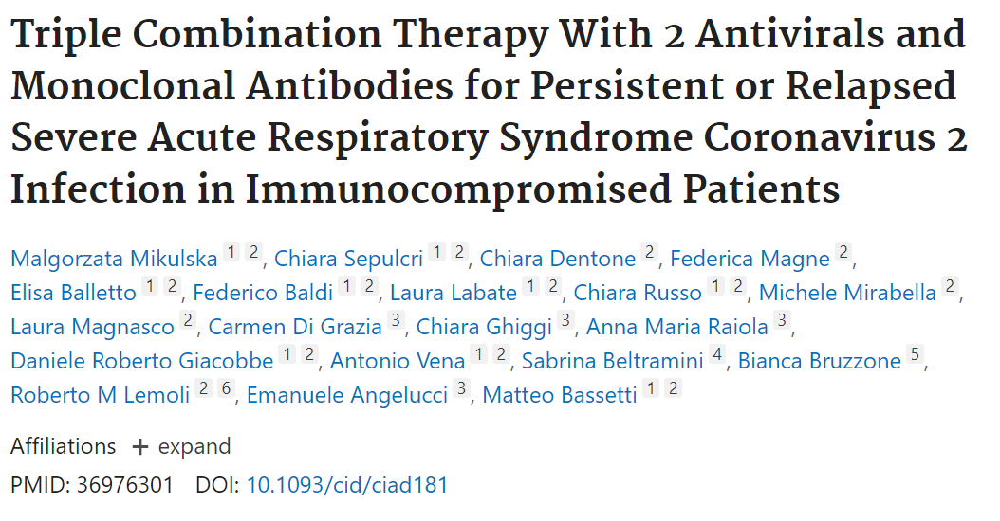 Triple Combination Therapy With 2 Antivirals and
Monoclonal Antibodies for Persistent or Relapsed
Severe Acute Respiratory Syndrome Coronavirus 2
Infection in Immunocompromised Patients
Malgorzata Mikulska 1 2, Chiara Sepulcri 1 2, Chiara Dentone 2, Federica Magne 2,
Elisa Balletto 1 2, Federico Baldi 1 2, Laura Labate 1 2, Chiara Russo 1 2, Michele Mirabella 2,
Laura Magnasco 2, Carmen Di Grazia 3, Chiara Ghiggi 3, Anna Maria Raiola 3,
Daniele Roberto Giacobbe 1 2, Antonio Vena 1 2, Sabrina Beltramini 4, Bianca Bruzzone 5,
Roberto M Lemoli 2 6, Emanuele Angelucci 3, Matteo Bassetti 1 2
Affiliations + expand
PMID: 36976301 DOI: 10.1093/cid/ciad181